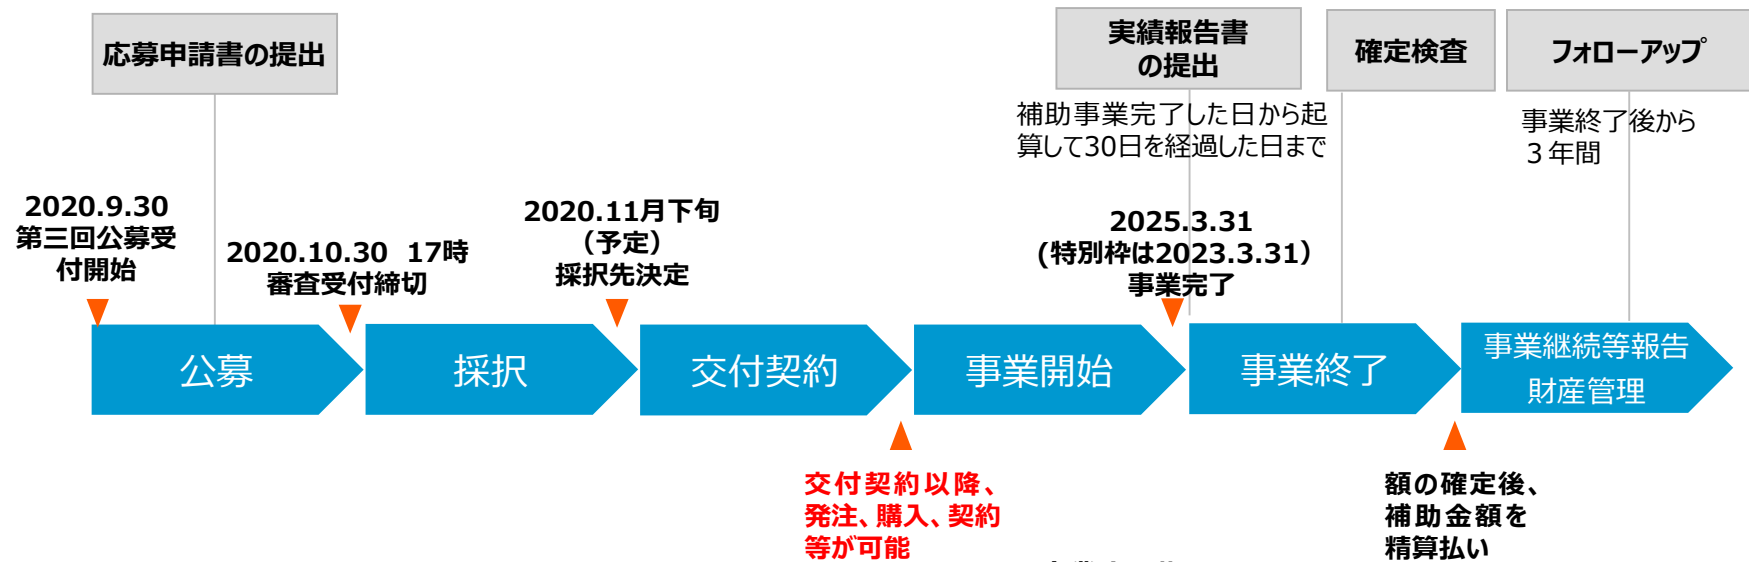 応募申請書の提出
実績報告書
の提出
確定検査
フォローアップ
補助事業完了した日から起
算して30日を経過した日まで
事業終了後から
３年間
2020.9.30
第三回公募受
付開始
2020.10.30 17時
審査受付締切
2020.11月下旬
（予定）
採択先決定
2025.3.31
(特別枠は2023.3.31）
事業完了
公募
採択
交付契約
事業開始
事業終了
事業継続等報告
財産管理
交付契約以降、
発注、購入、契約
等が可能
額の確定後、
補助金額を
精算払い